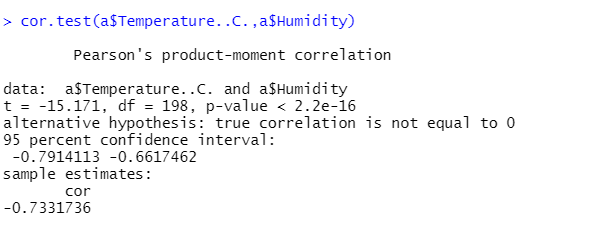 > cor.test(a$Temperature..C.,a$Humidity)
Pearson's product-moment correlation
data:  a$Temperature..C. and a$Humidity
t = -15.171, df = 198, p-value < 2.2e-16
alternative hypothesis: true correlation is not equal to 0
95 percent confidence interval:
 -0.7914113 -0.6617462
sample estimates:
cor
-0.7331736